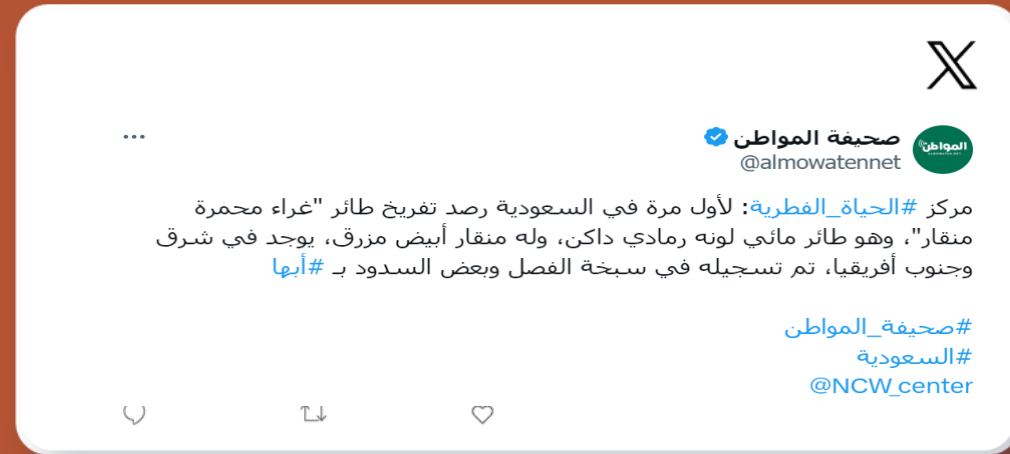 صحيفة المواطن
@almowatennet
المواطن
مركز #الحياة_الفطرية: لأول مرة في السعودية رصد تفريخ طائر "غراء محمرة
منقار"، وهو طائر مائي لونه رمادي داكن، وله منقار أبيض مزرق، يوجد في شرق
وجنوب أفريقيا، تم تسجيله في سبخة الفصل وبعض السدود بـ #أبها
#صحيفة_المواطن
#السعودية
@NCW_center